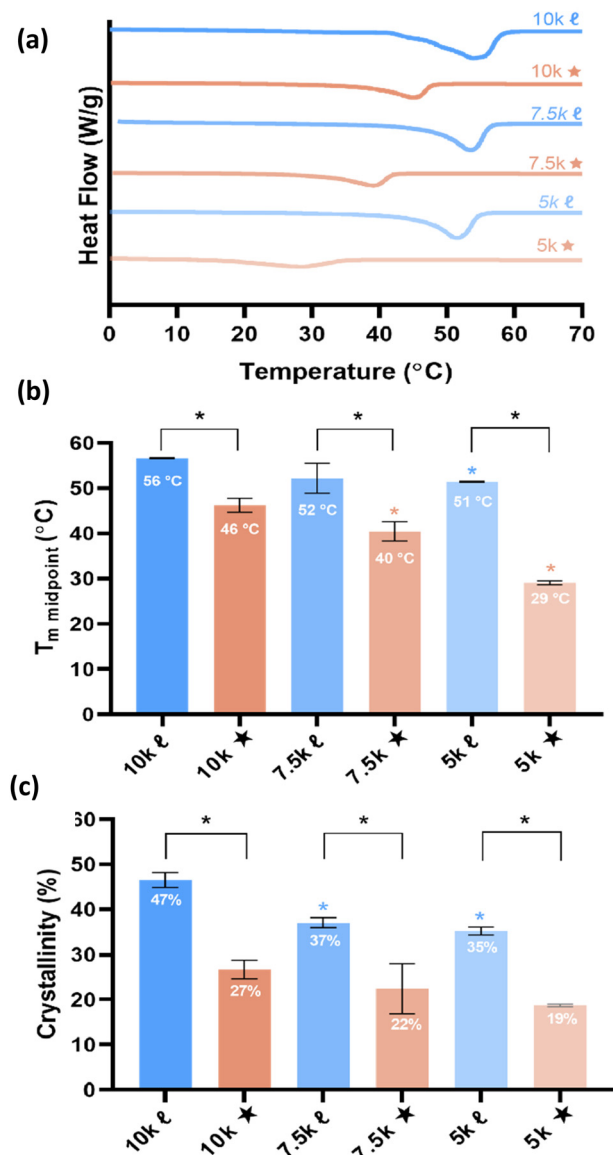 (a)
10k ℓ
10k ★
7.5k ℓ
7.5k ★
5k ℓ
5k ★
Heat Flow (W/g)
0 10 20 30 40 50 60 70
Temperature (°C)
(b)
* * *
60
50
40
30
20
10
0
Tm midpoint (°C)
56 °C
46 °C
52 °C
*
40 °C
*
51 °C
*
29 °C
10k ℓ
10k ★
7.5k ℓ
7.5k ★
5k ℓ
5k ★
(c)
* * *
60
50
40
30
20
10
0
Crystallinity (%)
47%
27%
*
37%
22%
*
35%
19%
10k ℓ
10k ★
7.5k ℓ
7.5k ★
5k ℓ
5k ★